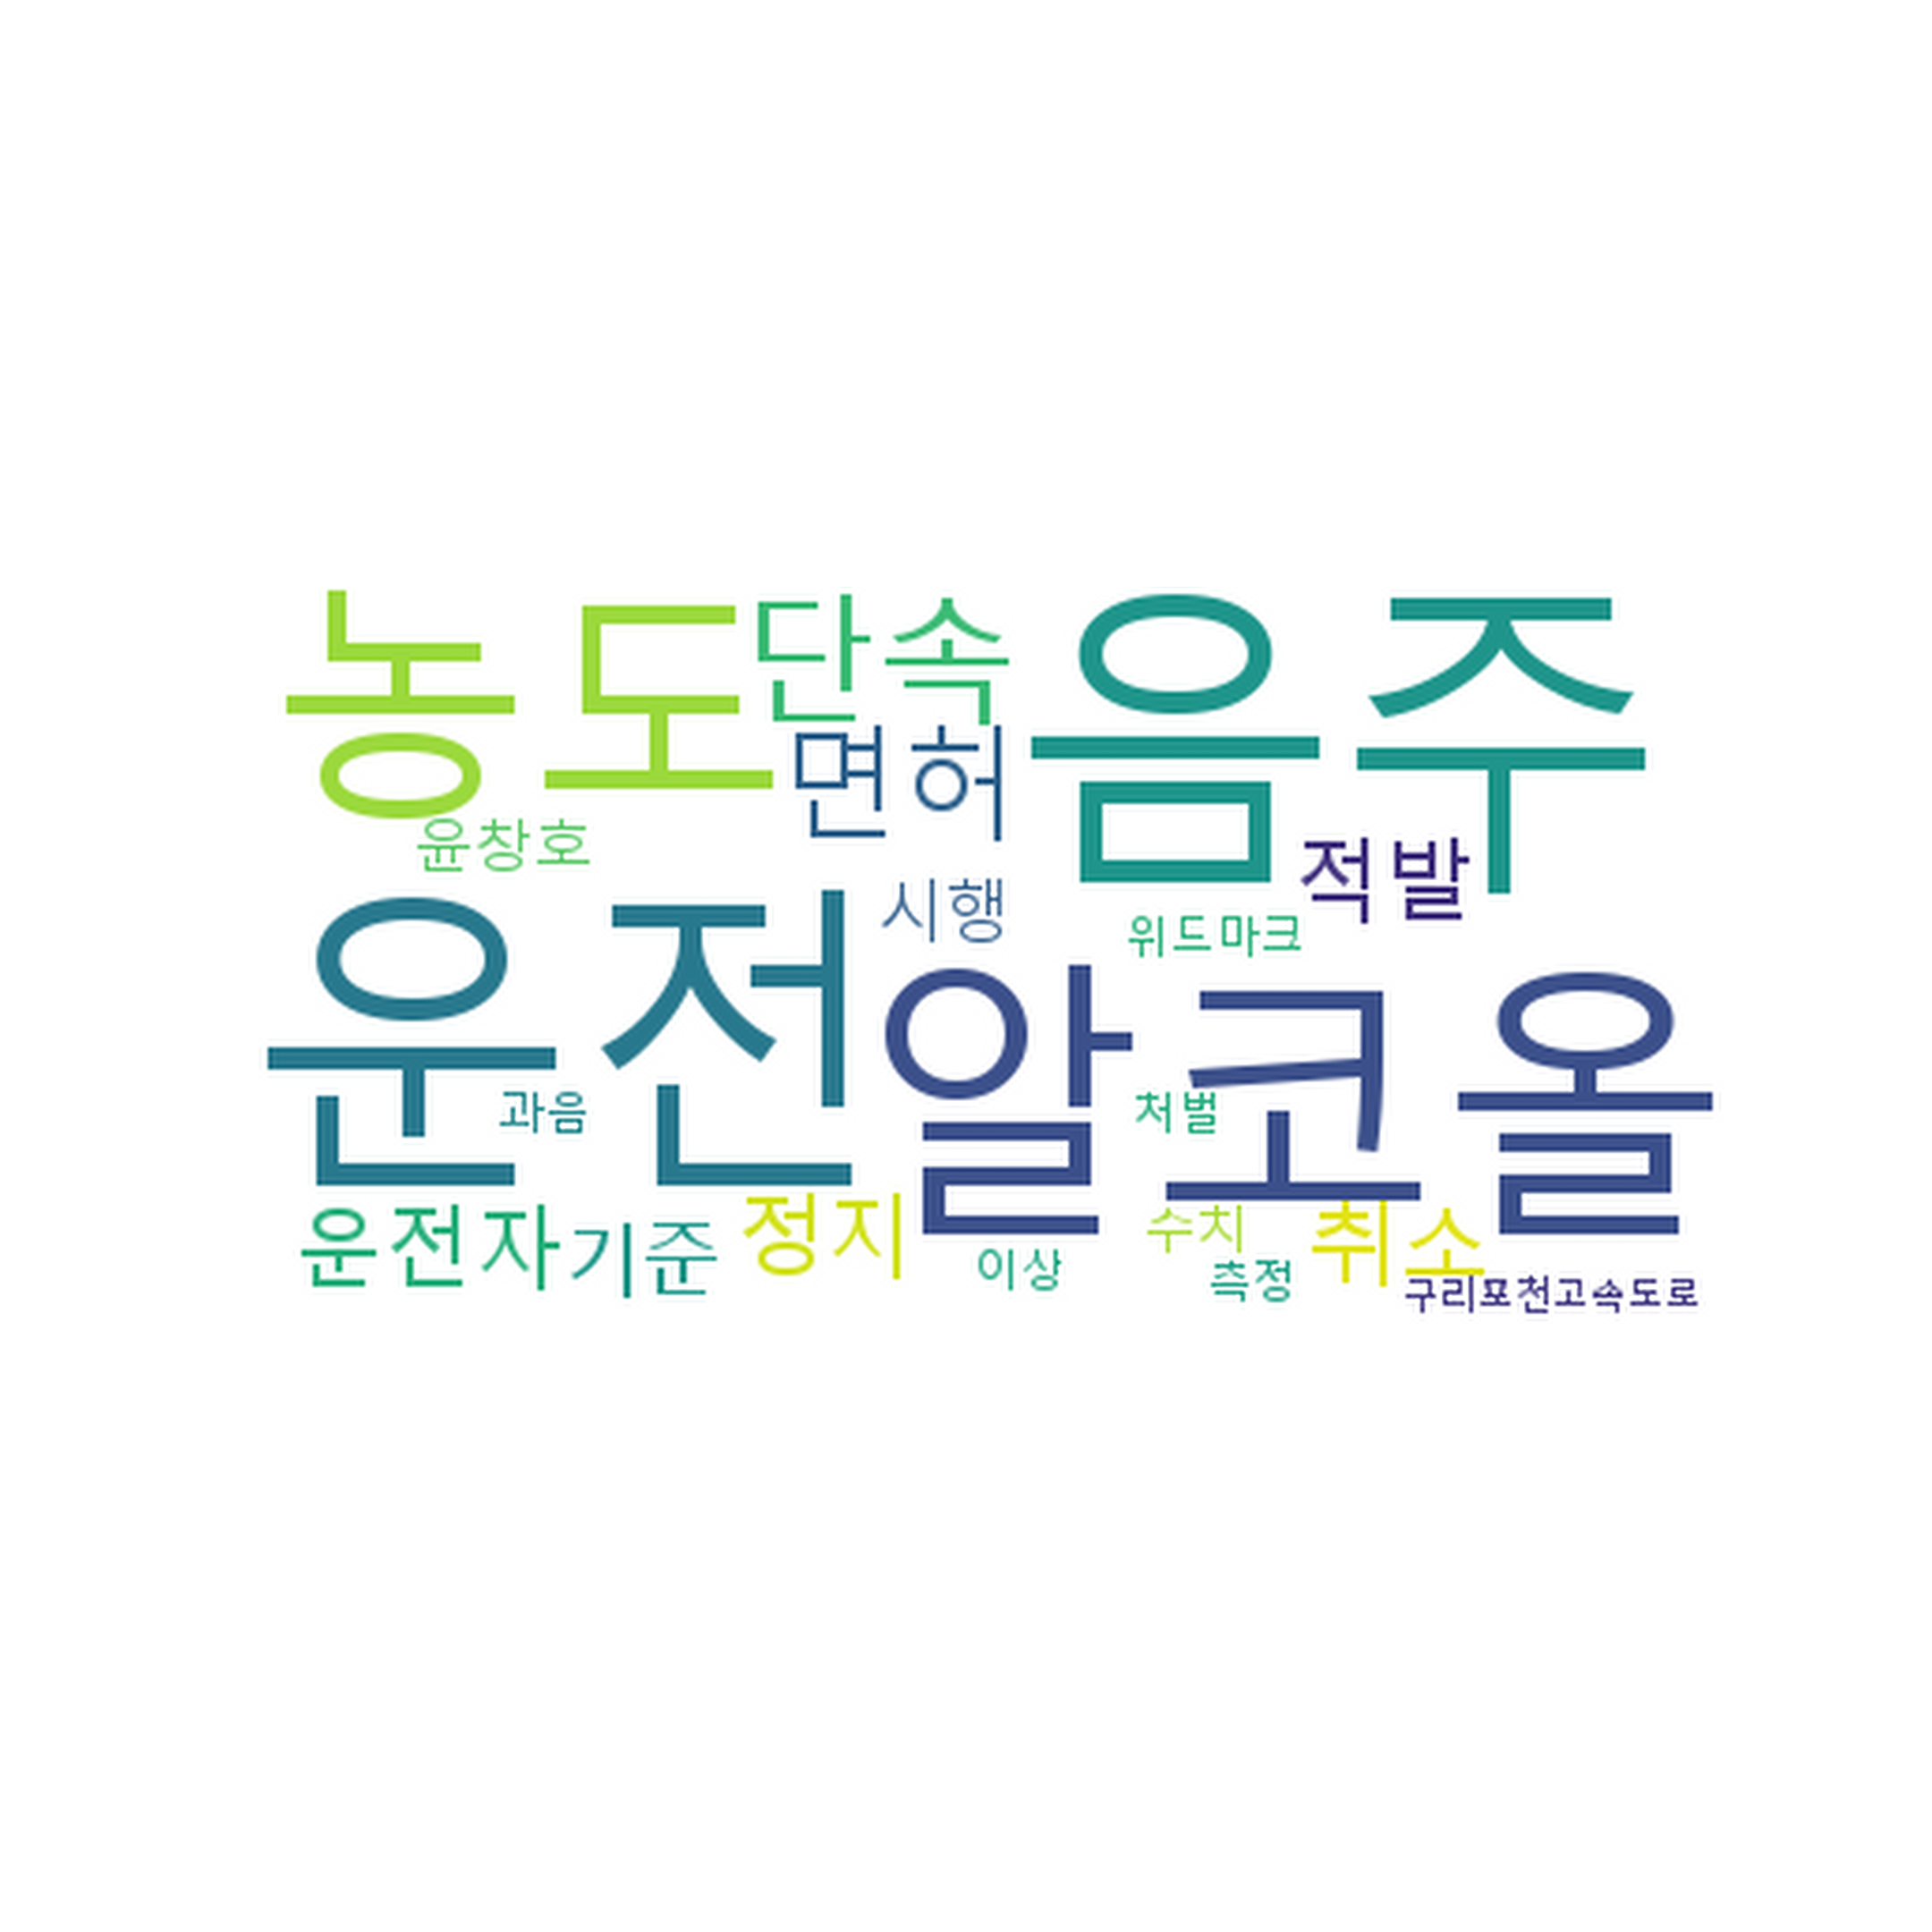 농도
단속
음주
면허
윤창호
적발
시행
위드마크
운전
알코올
과음
처벌
운전자
기준
정지
이상
수치
측정
취소
구리포천고속도로